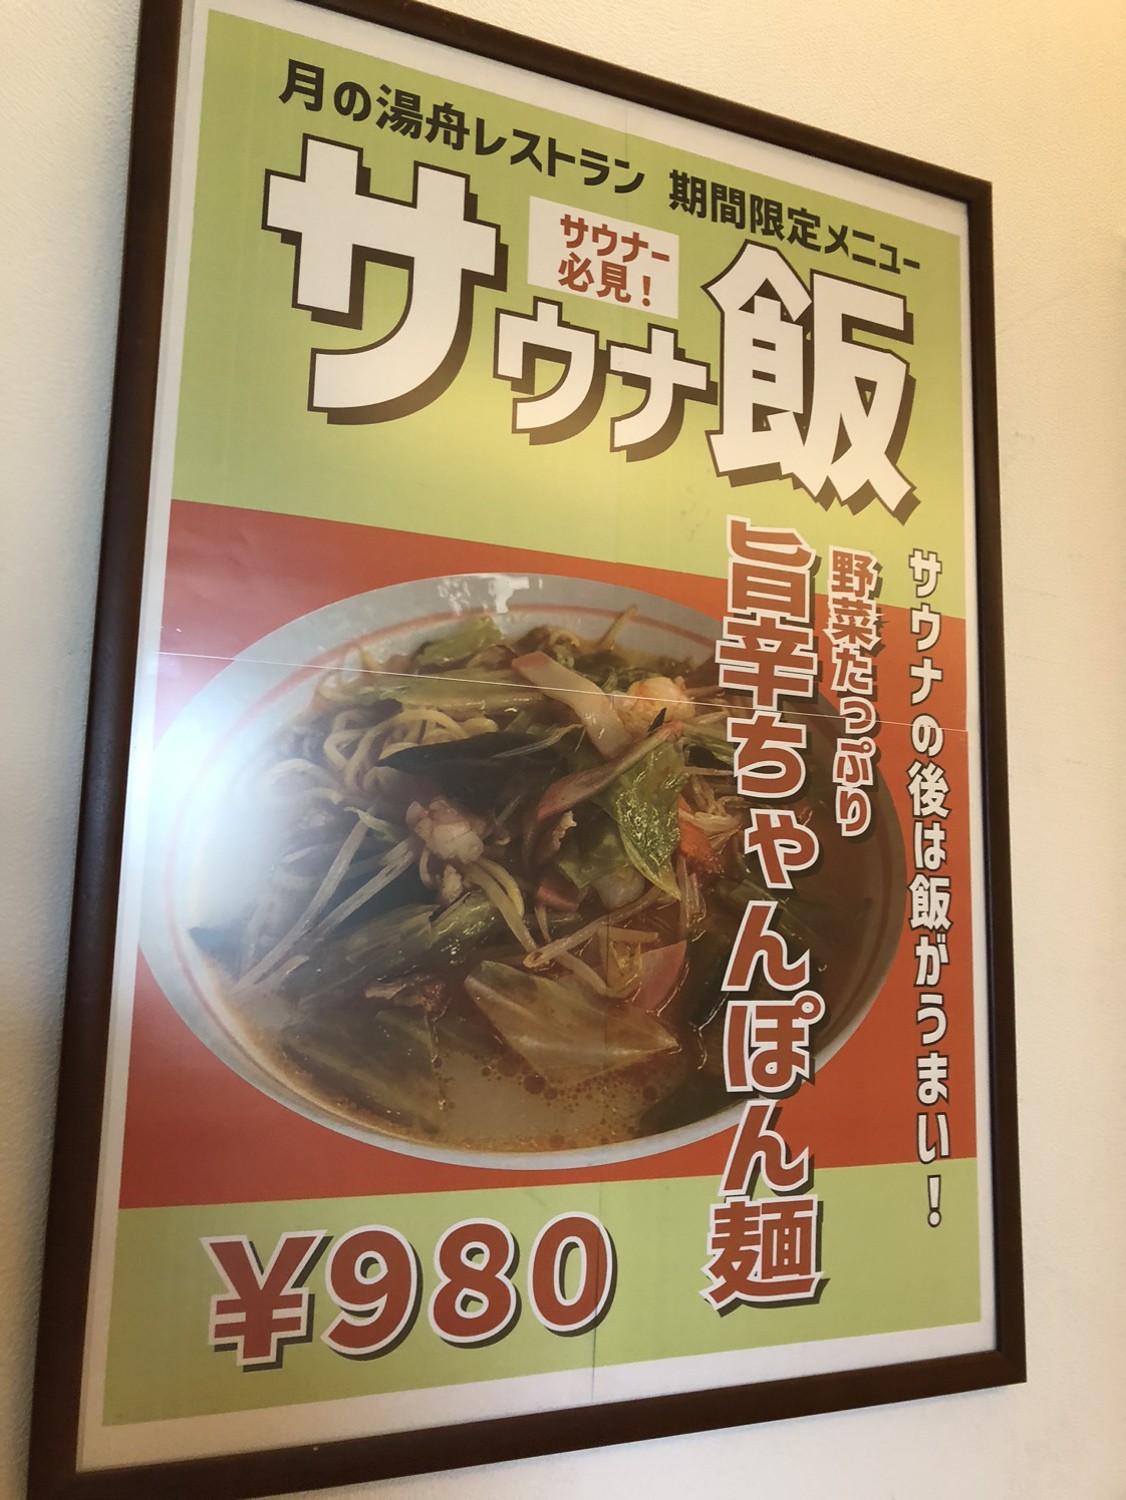 月の湯舟レストラン 期間限定メニュー
サウナー
必見！
サウナ飯
サウナの後は飯がうまい！
野菜たっぷり
旨辛ちゃんぽん麺
¥980